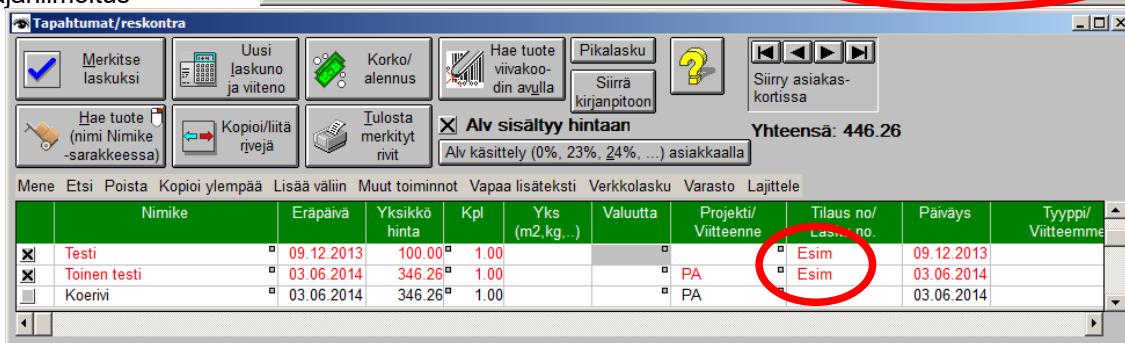 Tapahtumat/reskontra
Merkitse
laskuksi
Uusi
laskuno
ja viiteno
Korko/
alennus
Hae tuote
viivakoo-
din avulla
Pikalasku
Siirrä
kirjanpitoon
Siirry asiakas-
kortissa
Hae tuote
(nimi Nimike
-sarakkeessa)
Kopioi/liitä
rivejä
Tulosta
merkityt
rivit
Alv sisältyy hintaan
Alv käsittely (0%, 23%, 24%, ...) asiakkaalla
Yhteensä: 446.26
Mene Etsi Poista Kopioi ylempää Lisää väliin Muut toiminnot Vapaa lisäteksti Verkkolasku Varasto Lajittele
Nimike Eräpäivä Yksikkö Kpl Yks Valuutta Projekti/ Tilaus no/ Päiväys Tyyppi/
hinta (m2,kg,..) Viitteenne Lasku no. Viitteemme
Testi 09.12.2013 100.00 1.00 Esim 09.12.2013
Toinen testi 03.06.2014 346.26 1.00 PA Esim 03.06.2014
Koerivi 03.06.2014 346.26 1.00 PA 03.06.2014